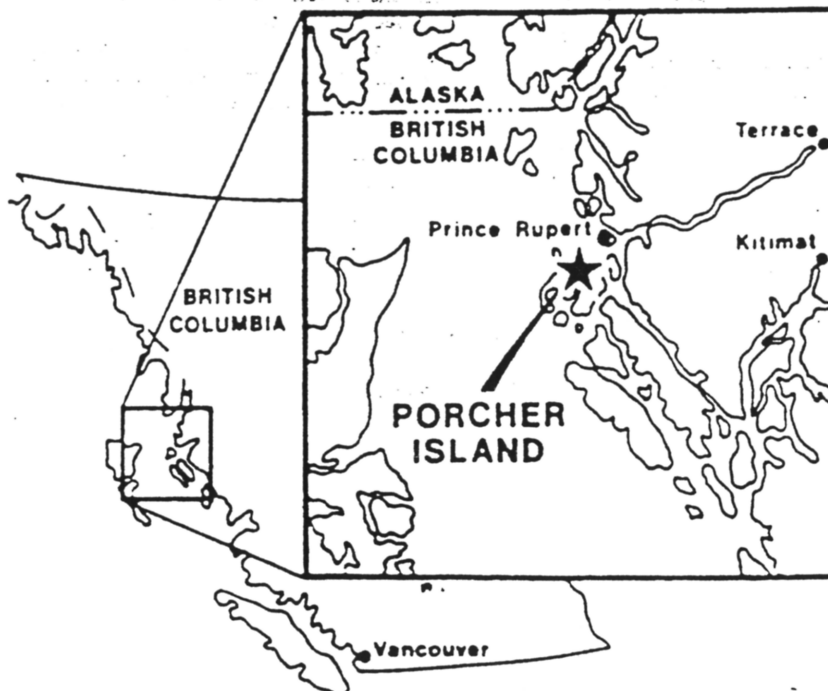 ALASKA
BRITISH
COLUMBIA
Terrace
Prince Rupert
Kitimat
BRITISH
COLUMBIA
PORCHER
ISLAND
Vancouver